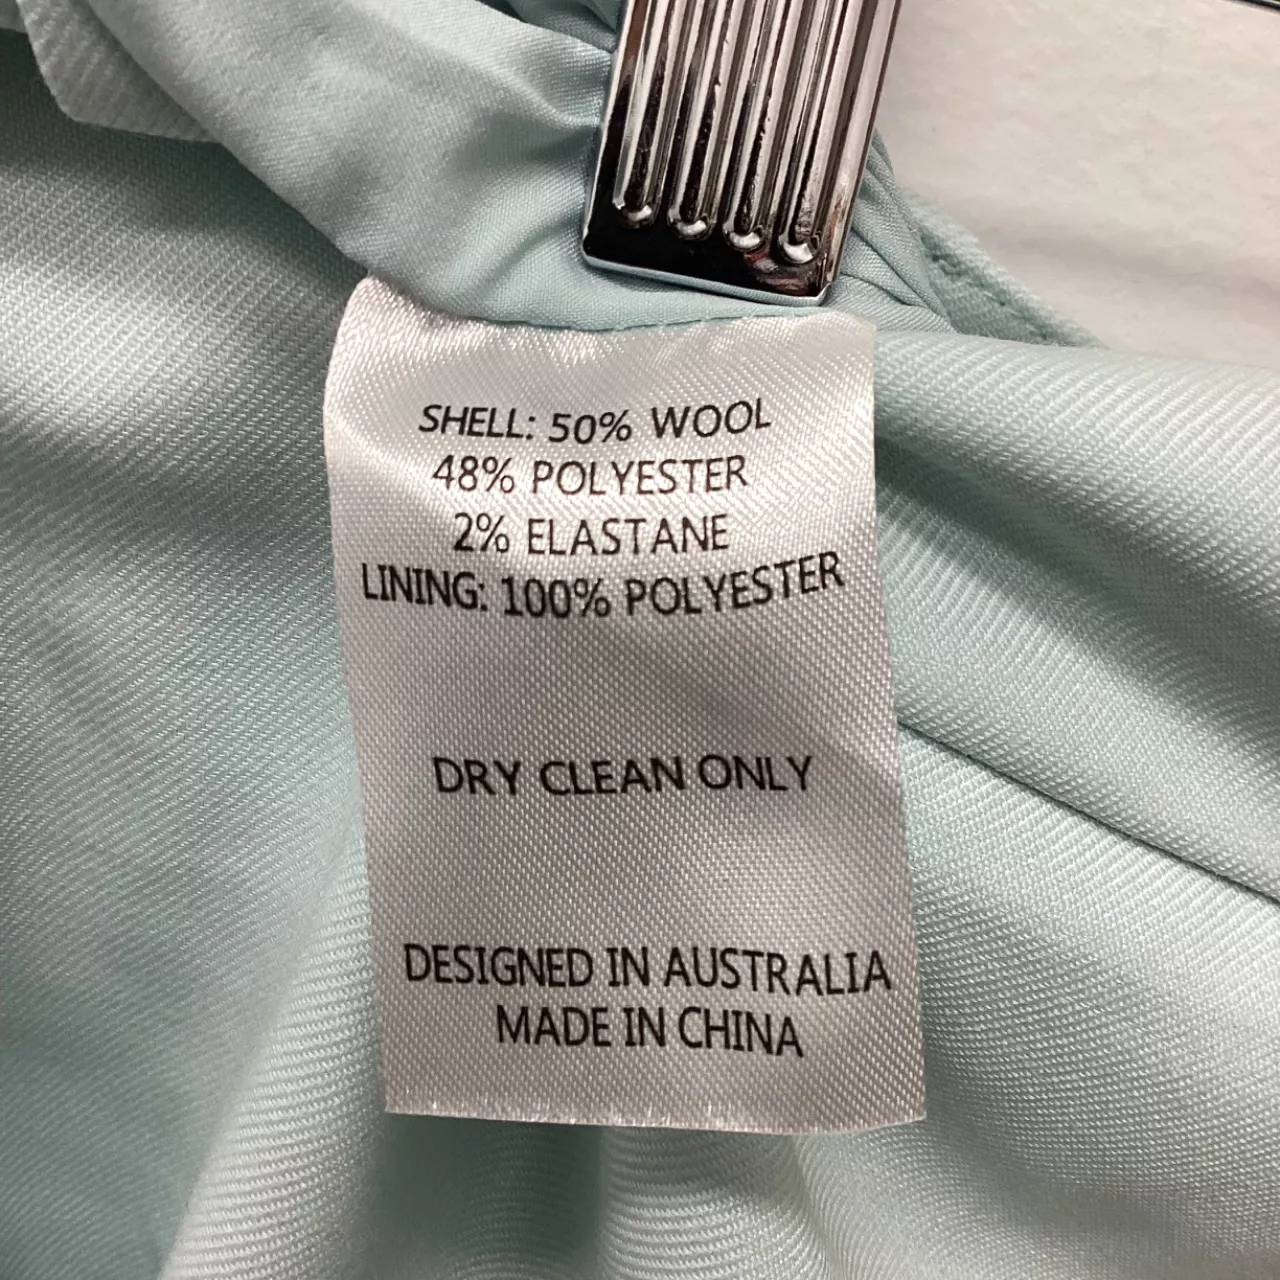 SHELL: 50% WOOL
48% POLYESTER
2% ELASTANE
LINING: 100% POLYESTER
DRY CLEAN ONLY
DESIGNED IN AUSTRALIA
MADE IN CHINA